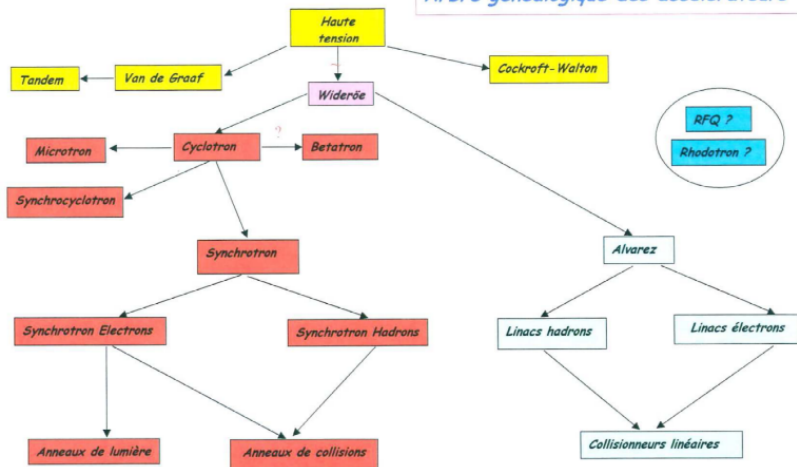 Haute
tension
Tandem
Van de Graaf
Cockroft-Walton
Wideröe
RFQ ?
?
Microtron
Cyclotron
Betatron
Rhodotron ?
Synchrocyclotron
Synchrotron
Alvarez
Synchrotron Electrons
Synchrotron Hadrons
Linacs hadrons
Linacs électrons
Anneaux de lumière
Anneaux de collisions
Collisionneurs linéaires